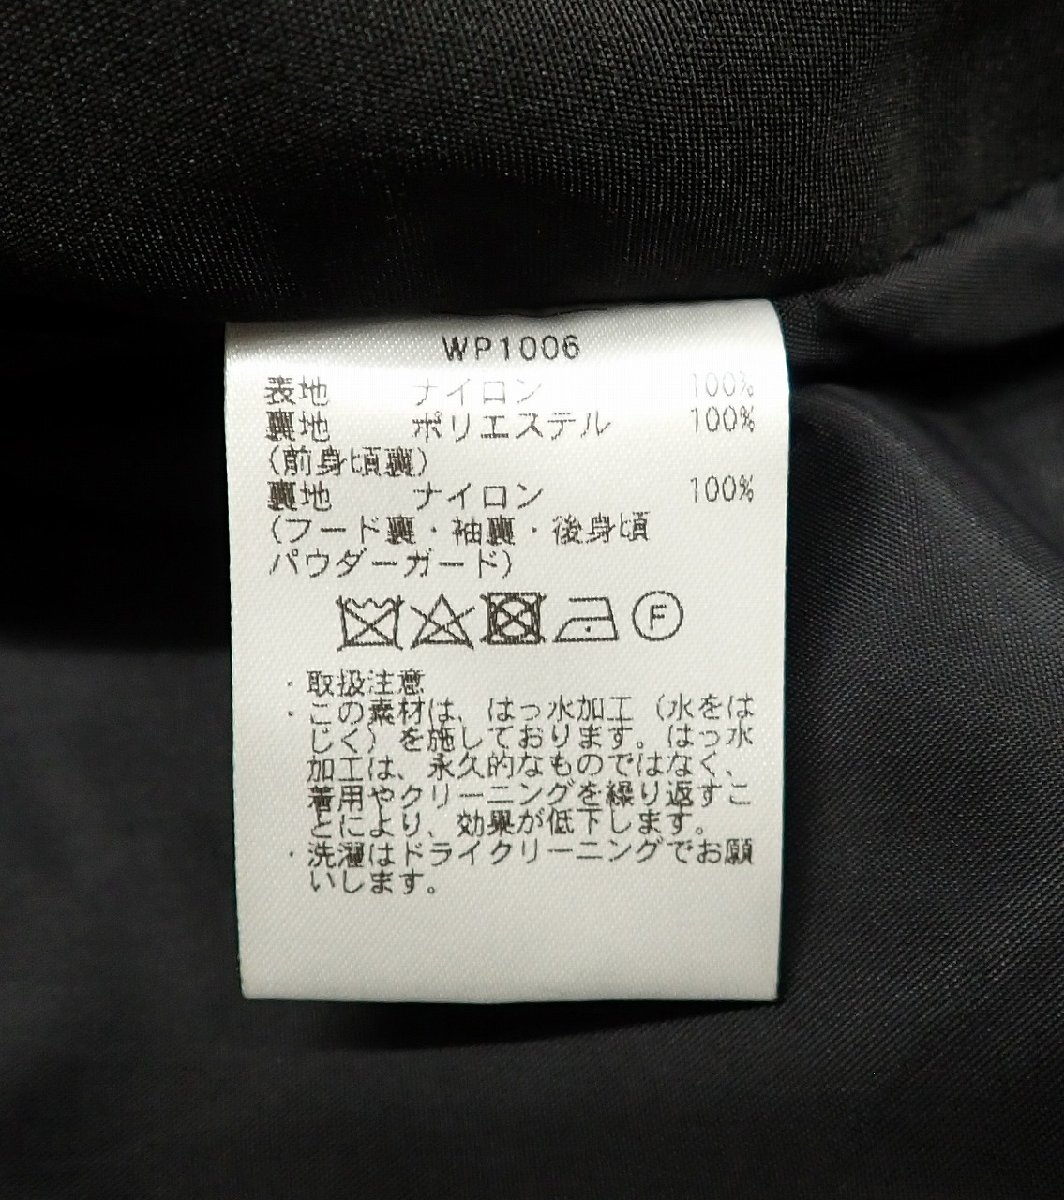 WP1006
表地 ナイロン 100%
裏地 ポリエステル 100%
(前身頃裏)
裏地 ナイロン 100%
(フード裏・袖裏・後身頃
パウダーガード)
F
・取扱注意
・この素材は、はっ水加工(水をは
じく)を施しております。はっ水
加工は、永久的なものではなく、
着用やクリーニングを繰り返すこ
とにより、効果が低下します。
・洗濯はドライクリーニングでお願
いします。